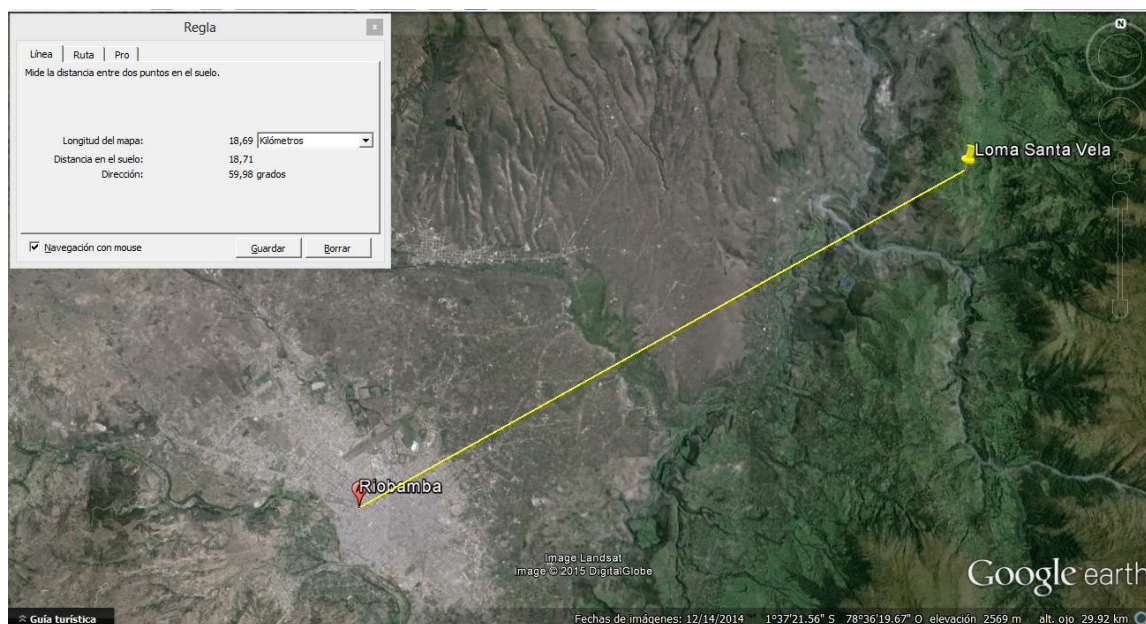 Regla
x
Línea Ruta Pro
Mide la distancia entre dos puntos en el suelo.
Longitud del mapa: 18,69 Kilómetros
Distancia en el suelo: 18,71
Dirección: 59,98 grados
Navegación con mouse Guardar Borrar
N
Loma Santa Vela
Riobamba
Image Landsat
Image © 2015 DigitalGlobe
Google earth
Guía turística
Fechas de imágenes: 12/14/2014 1°37'21.56" S 78°36'19.67" O elevación 2569 m alt. ojo 29.92 km